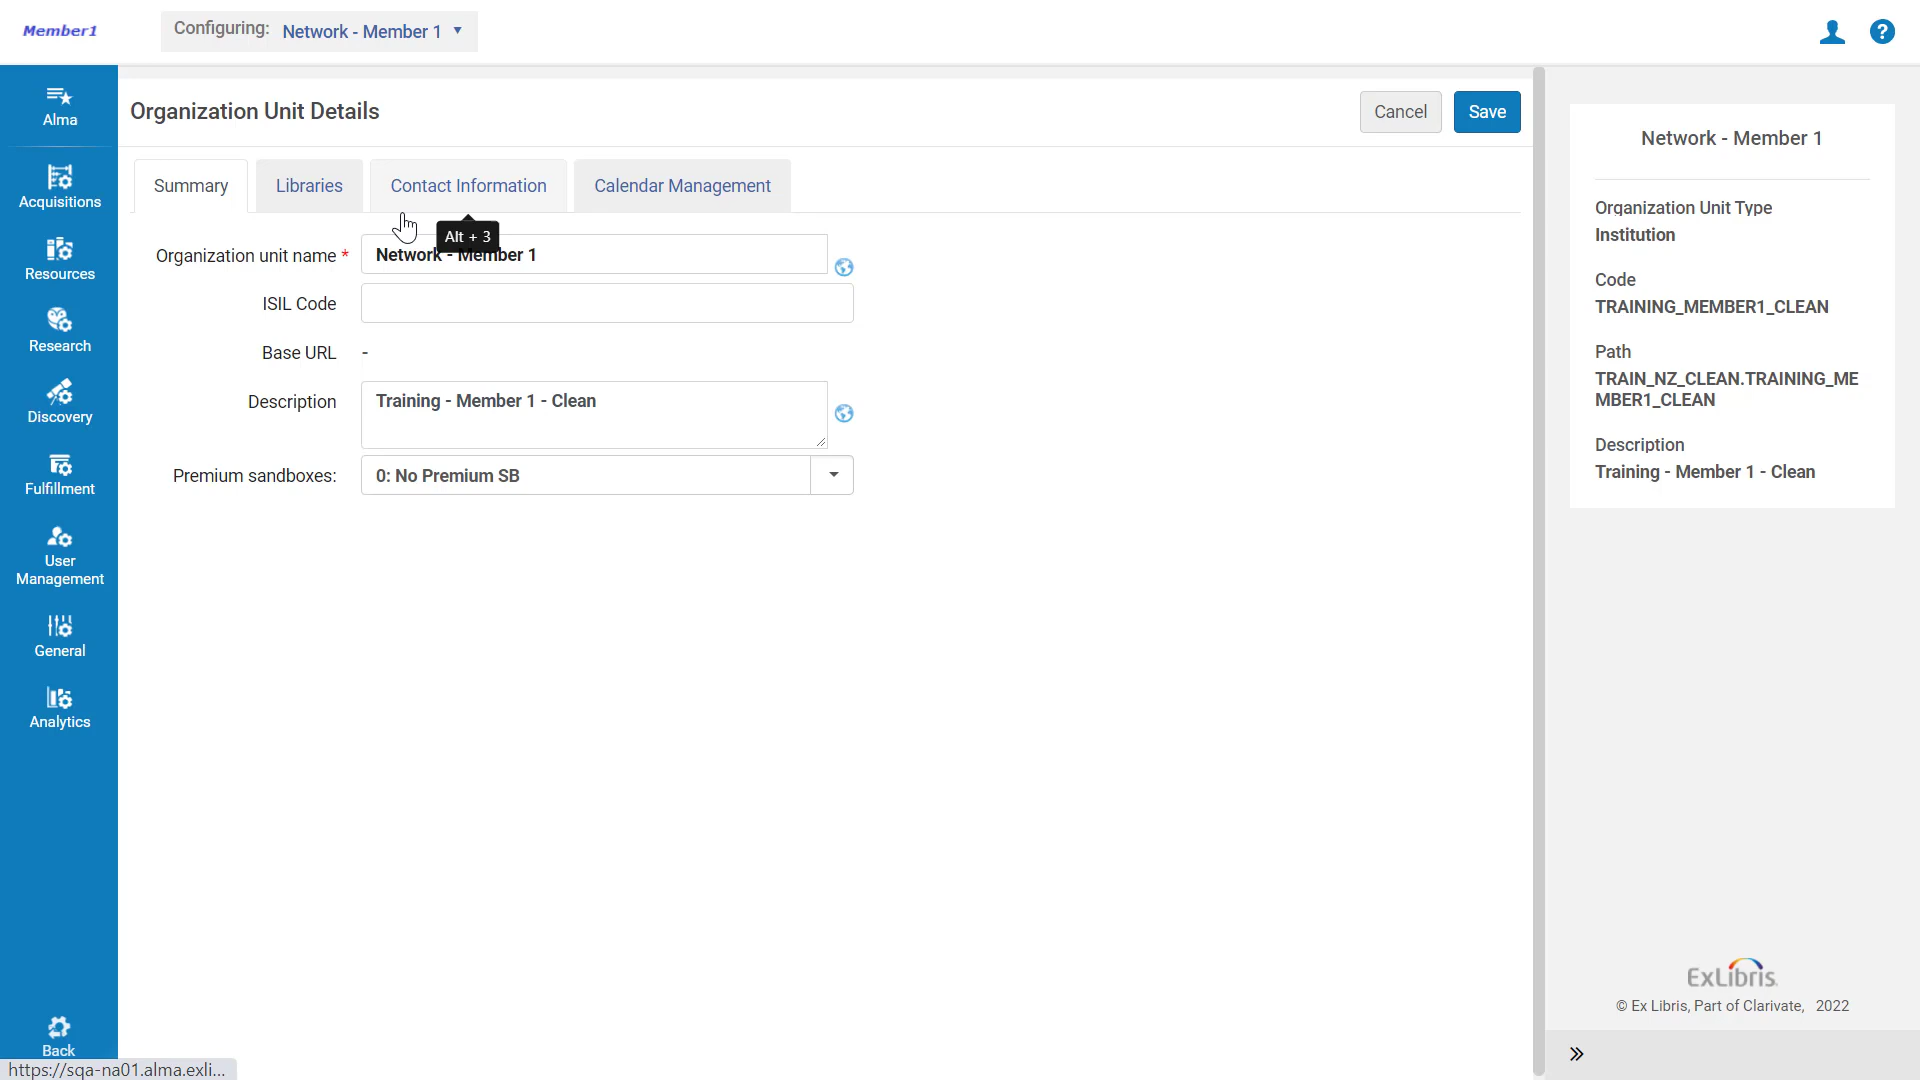 Member1
Configuring: Network - Member 1
Alma
Acquisitions
Resources
Research
Discovery
Fulfillment
User
Management
General
Analytics
Back
https://sqa-na01.alma.exli...
Organization Unit Details
Cancel
Save
Summary
Libraries
Contact Information
Calendar Management
Alt + 3
Organization unit name * Network - Member 1
ISIL Code
Base URL -
Description Training - Member 1 - Clean
Premium sandboxes: 0: No Premium SB
Network - Member 1
Organization Unit Type
Institution
Code
TRAINING_MEMBER1_CLEAN
Path
TRAIN_NZ_CLEAN.TRAINING_ME
MBER1_CLEAN
Description
Training - Member 1 - Clean
ExLibris
© Ex Libris, Part of Clarivate, 2022